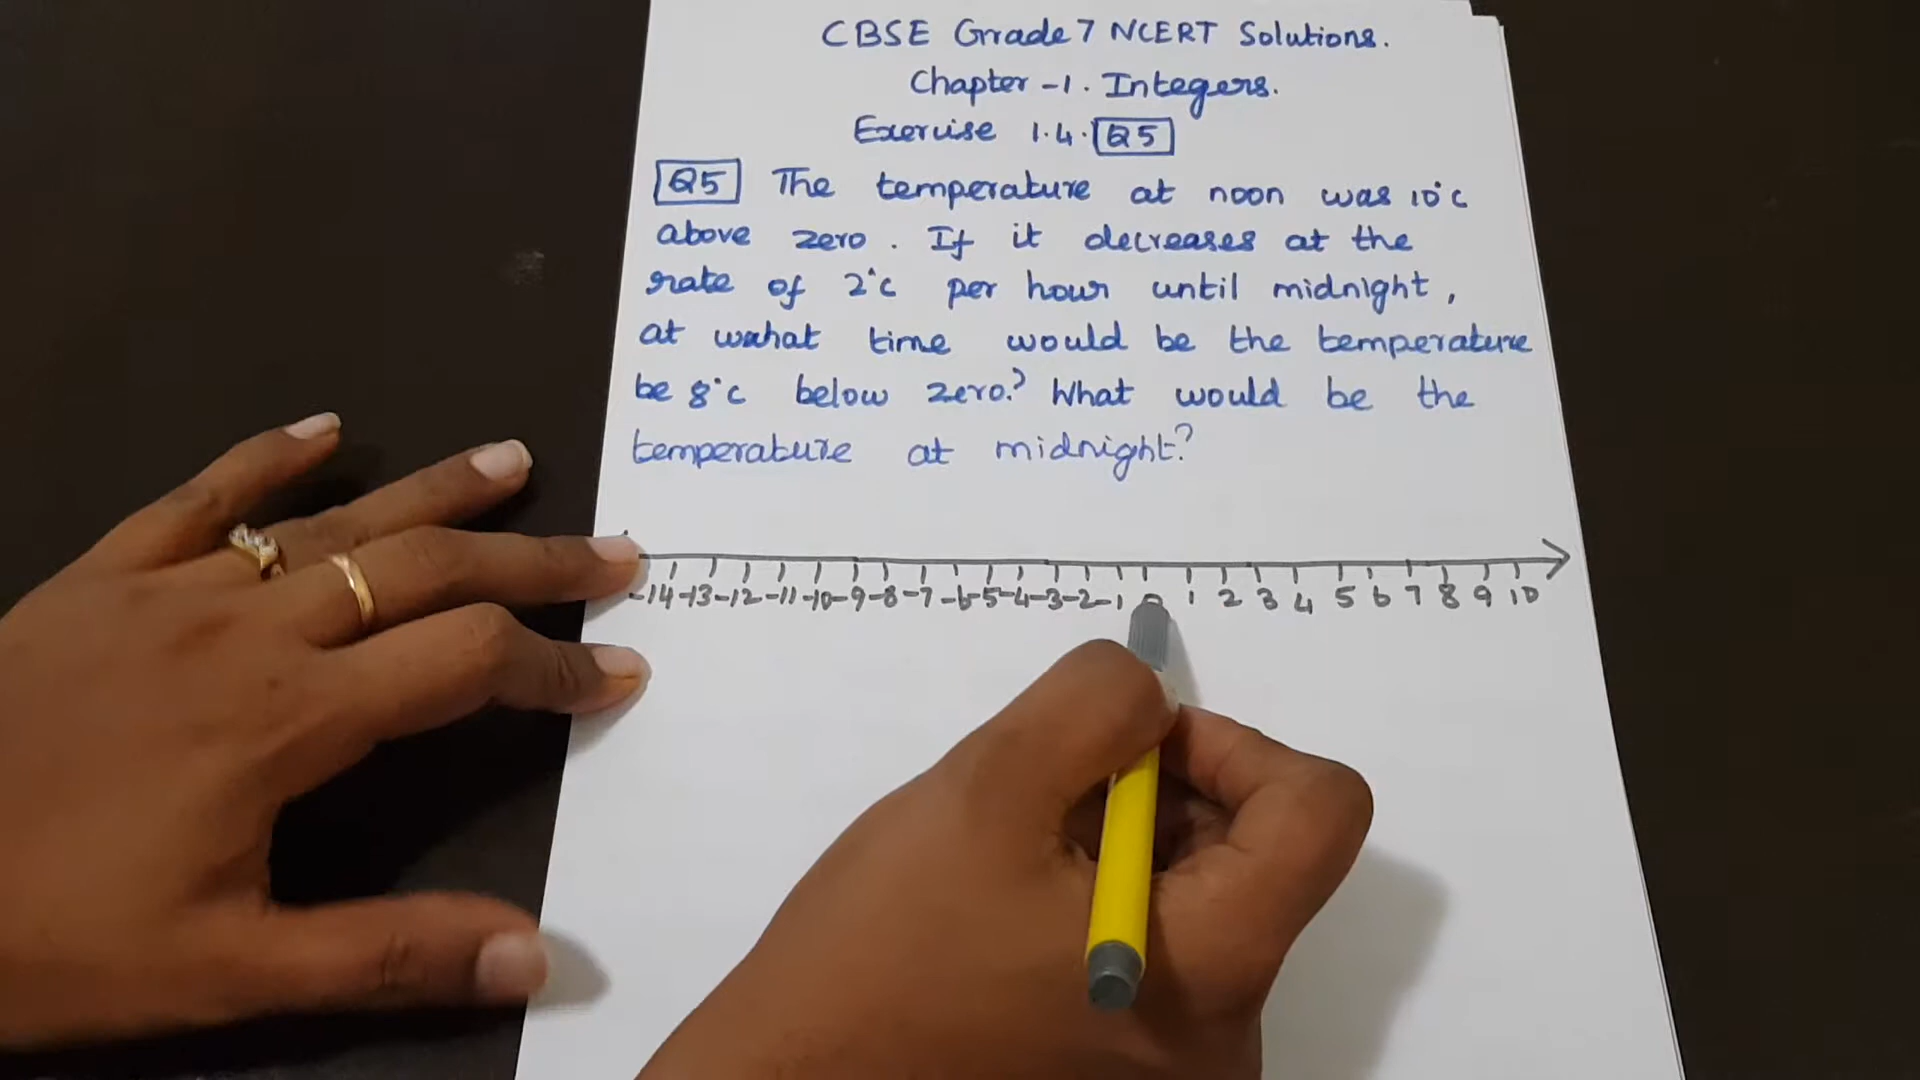 CBSE Grade 7 NCERT Solutions.
Chapter -1. Integers.
Exercise 1.4. Q5
Q5 The temperature at noon was 10°c
above zero. If it decreases at the
rate of 2°c per hour until midnight,
at wxhat time would be the temperature
be 8°c below zero? What would be the
temperature at midnight?
-14 -13 -12 -11 -10 -9 -8 -7 -6 -5 -4 -3 -2 -1 0 1 2 3 4 5 6 7 8 9 10